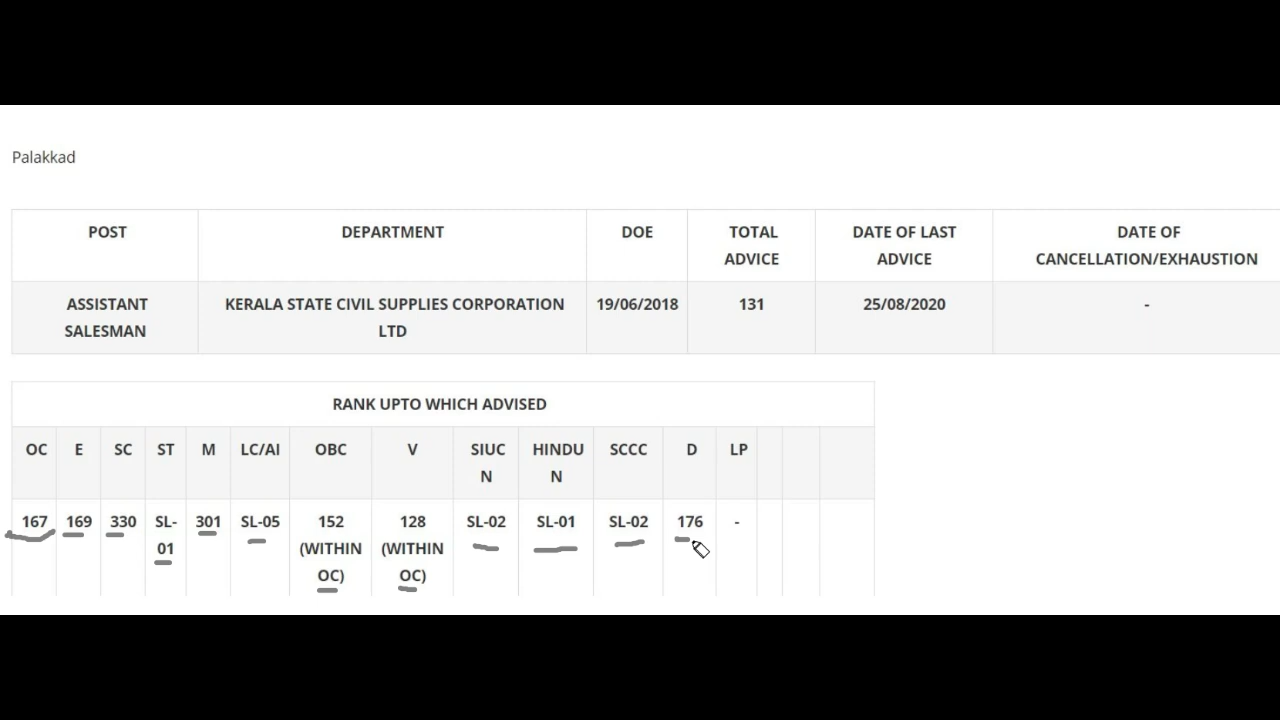 Palakkad
POST DEPARTMENT DOE TOTAL ADVICE DATE OF LAST ADVICE DATE OF CANCELLATION/EXHAUSTION
ASSISTANT SALESMAN KERALA STATE CIVIL SUPPLIES CORPORATION LTD 19/06/2018 131 25/08/2020 -
RANK UPTO WHICH ADVISED
OC E SC ST M LC/AI OBC V SIUC N HINDU N SCCC D LP
167 169 330 SL-01 301 SL-05 152 (WITHIN OC) 128 (WITHIN OC) SL-02 SL-01 SL-02 176 -